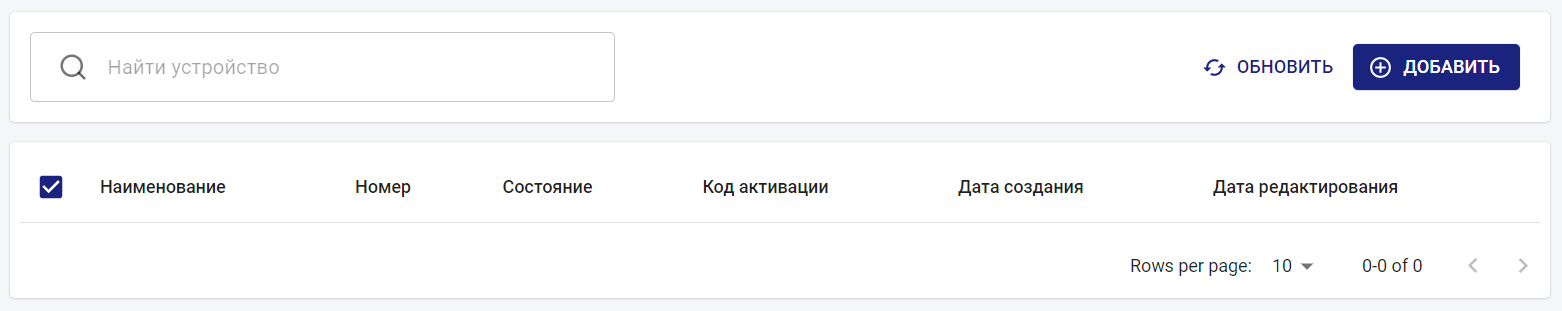 Найти устройство
ОБНОВИТЬ
ДОБАВИТЬ
Наименование Номер Состояние Код активации Дата создания Дата редактирования
Rows per page: 10 0-0 of 0